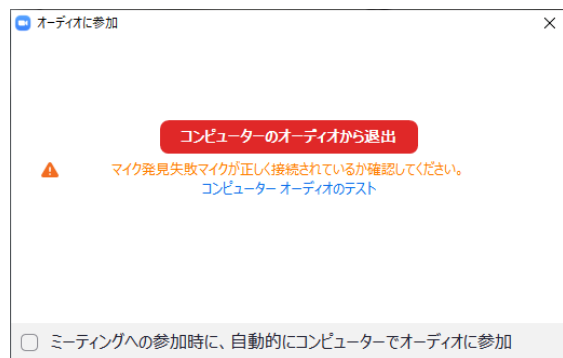 オーディオに参加
コンピューターのオーディオから退出
マイク発見失敗マイクが正しく接続されているか確認してください。
コンピューター オーディオのテスト
ミーティングへの参加時に、自動的にコンピューターでオーディオに参加